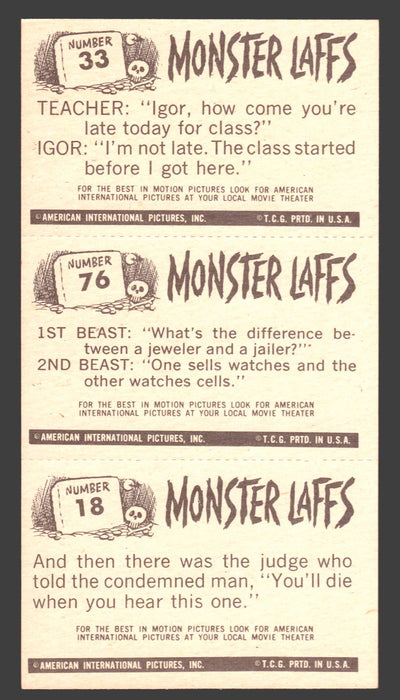 NUMBER
33
MONSTER LAFFS
TEACHER: "Igor, how come you're
late today for class?"
IGOR: "I'm not late. The class started
before I got here."
FOR THE BEST IN MOTION PICTURES LOOK FOR AMERICAN
INTERNATIONAL PICTURES AT YOUR LOCAL MOVIE THEATER
©AMERICAN INTERNATIONAL PICTURES, INC. ©T.C.G. PRTD. IN U.S.A.
NUMBER
76
MONSTER LAFFS
1ST BEAST: "What's the difference be-
tween a jeweler and a jailer?"
2ND BEAST: "One sells watches and the
other watches cells."
FOR THE BEST IN MOTION PICTURES LOOK FOR AMERICAN
INTERNATIONAL PICTURES AT YOUR LOCAL MOVIE THEATER
©AMERICAN INTERNATIONAL PICTURES, INC. ©T.C.G. PRTD. IN U.S.A.
NUMBER
18
MONSTER LAFFS
And then there was the judge who
told the condemned man, "You'll die
when you hear this one."
FOR THE BEST IN MOTION PICTURES LOOK FOR AMERICAN
INTERNATIONAL PICTURES AT YOUR LOCAL MOVIE THEATER
©AMERICAN INTERNATIONAL PICTURES, INC. ©T.C.G. PRTD. IN U.S.A.